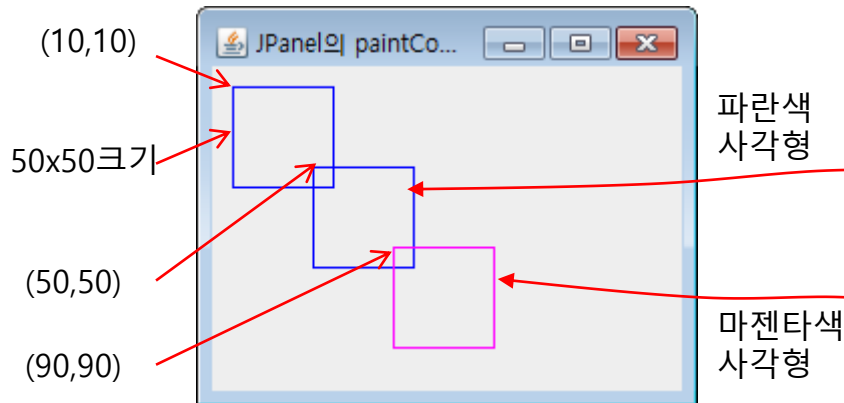 (10,10)
JPanel의 paintCo...
50x50크기
파란색
사각형
(50,50)
(90,90)
마젠타색
사각형